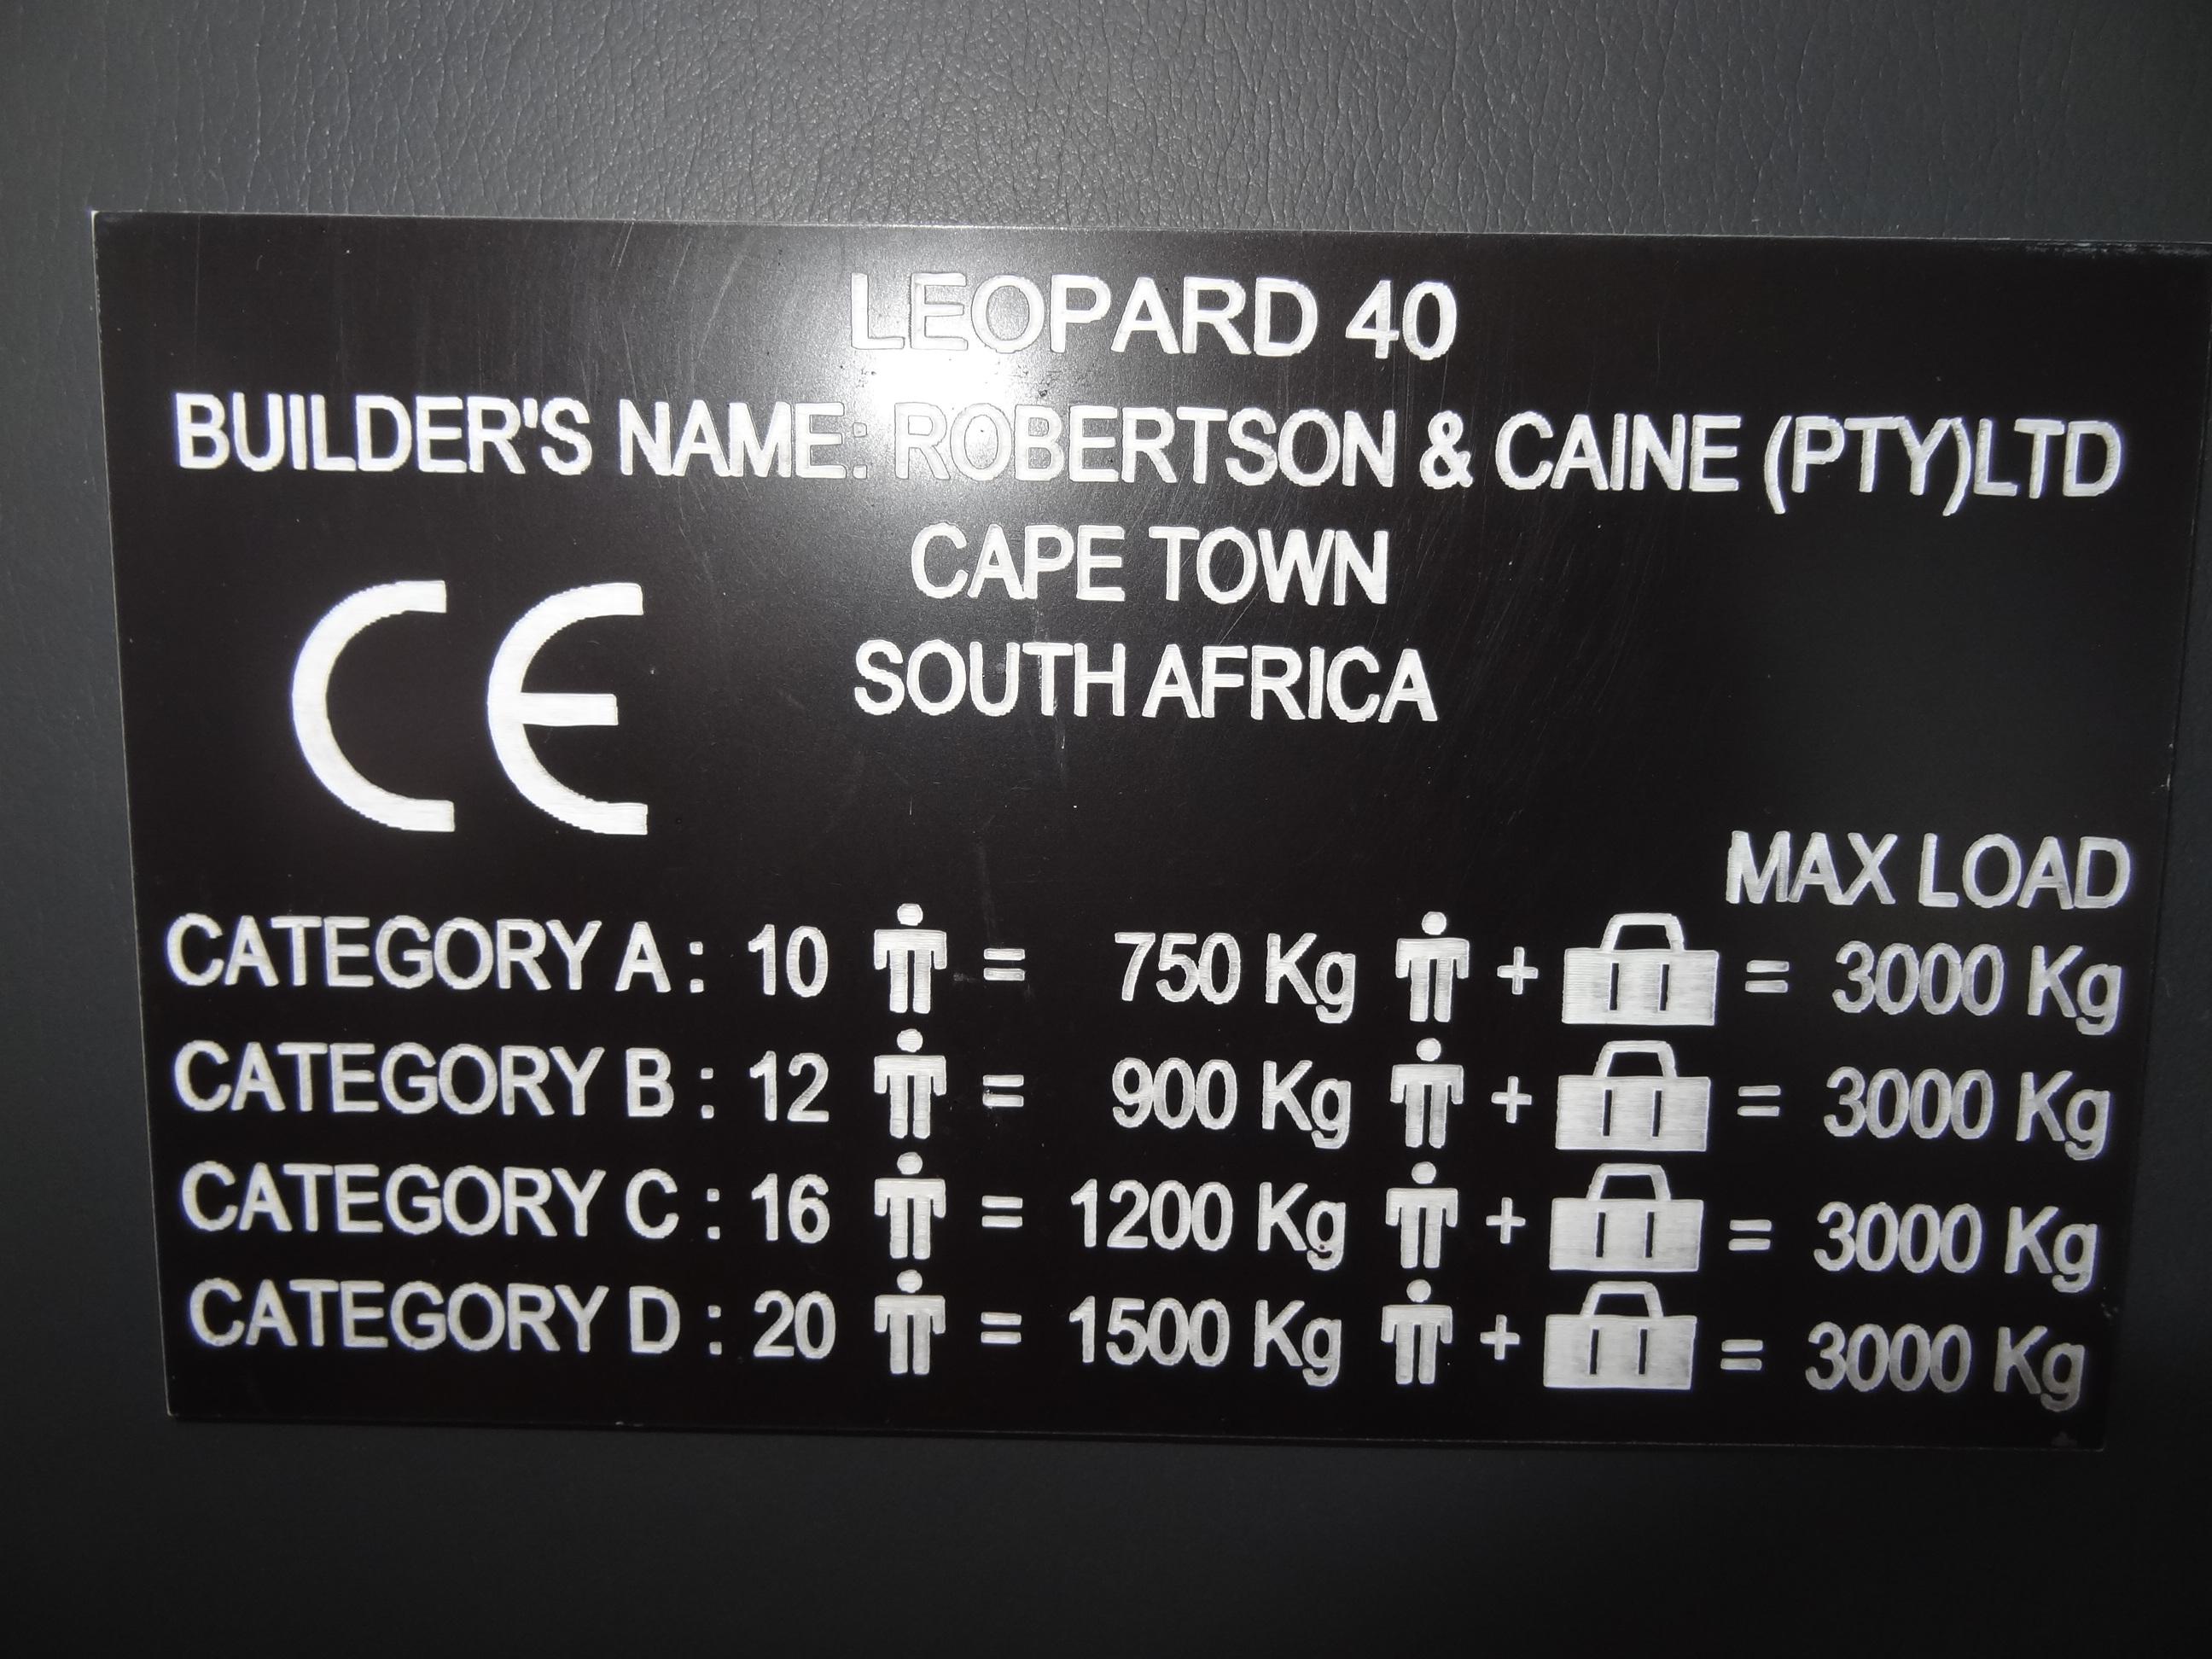 LEOPARD 40
BUILDER'S NAME: ROBERTSON & CAINE (PTY)LTD
CAPE TOWN
SOUTH AFRICA
CE
MAX LOAD
CATEGORY A : 10 = 750 Kg + = 3000 Kg
CATEGORY B : 12 = 900 Kg + = 3000 Kg
CATEGORY C : 16 = 1200 Kg + = 3000 Kg
CATEGORY D : 20 = 1500 Kg + = 3000 Kg